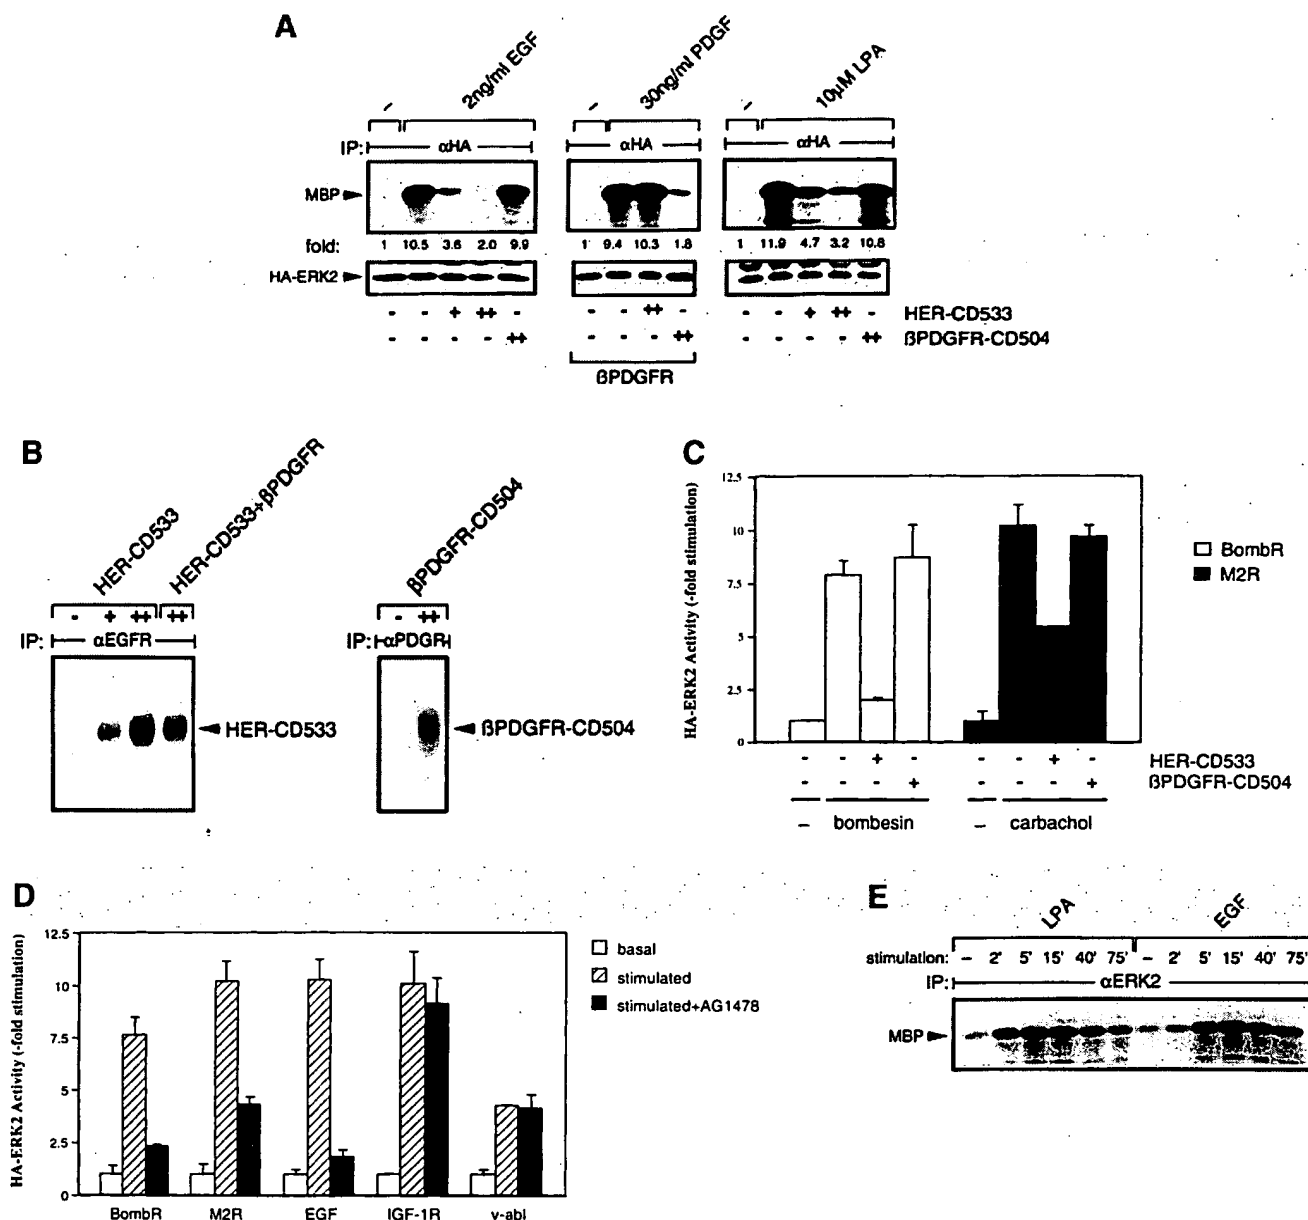 A
– 2ng/ml EGF – 30ng/ml PDGF – 10µM LPA
IP: αHA αHA αHA
MBP
fold: 1 10.5 3.6 2.0 9.9 1 9.4 10.3 1.8 1 11.9 4.7 3.2 10.8
HA-ERK2
- - + ++ - - - ++ - - - + ++ - HER-CD533
- - - - ++ - - - ++ - - - - ++ ßPDGFR-CD504
ßPDGFR
B
HER-CD533 HER-CD533+ßPDGFR
- + ++ ++
IP: αEGFR
HER-CD533
ßPDGFR-CD504
- ++
IP: αPDGR
ßPDGFR-CD504
C
HA-ERK2 Activity (-fold stimulation)
12.5
10
7.5
5
2.5
0
BombR
M2R
- - + - - - + - HER-CD533
- - - + - - - + ßPDGFR-CD504
– bombesin – carbachol
D
HA-ERK2 Activity (-fold stimulation)
12.5
10
7.5
5
2.5
0
basal
stimulated
stimulated+AG1478
BombR M2R EGF IGF-1R v-abl
E
LPA EGF
stimulation: – 2' 5' 15' 40' 75' – 2' 5' 15' 40' 75'
IP: αERK2
MBP